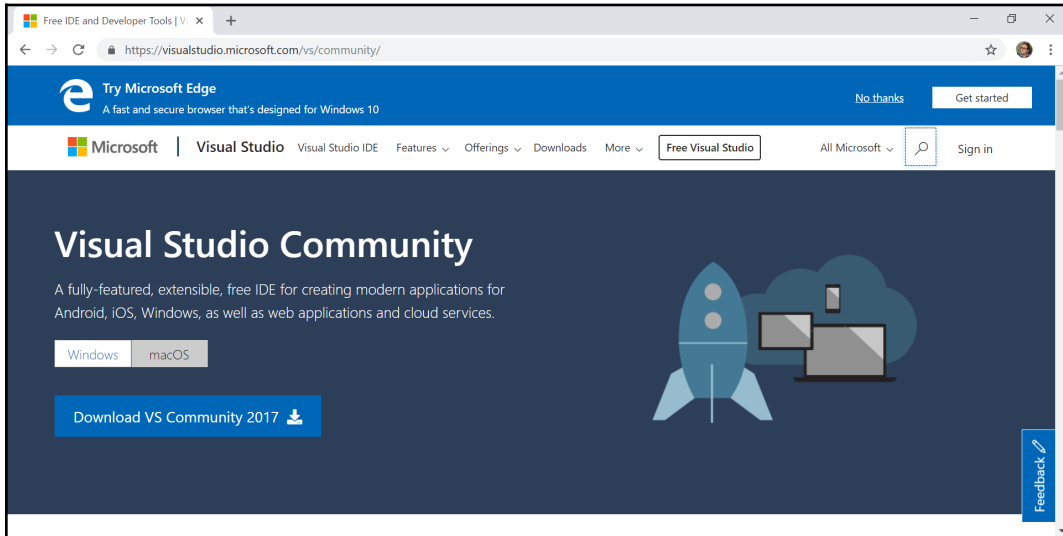 Free IDE and Developer Tools | Vi
https://visualstudio.microsoft.com/vs/community/
Try Microsoft Edge
A fast and secure browser that's designed for Windows 10
No thanks
Get started
Microsoft | Visual Studio Visual Studio IDE Features Offerings Downloads More Free Visual Studio All Microsoft Sign in
Visual Studio Community
A fully-featured, extensible, free IDE for creating modern applications for
Android, iOS, Windows, as well as web applications and cloud services.
Windows macOS
Download VS Community 2017
Feedback